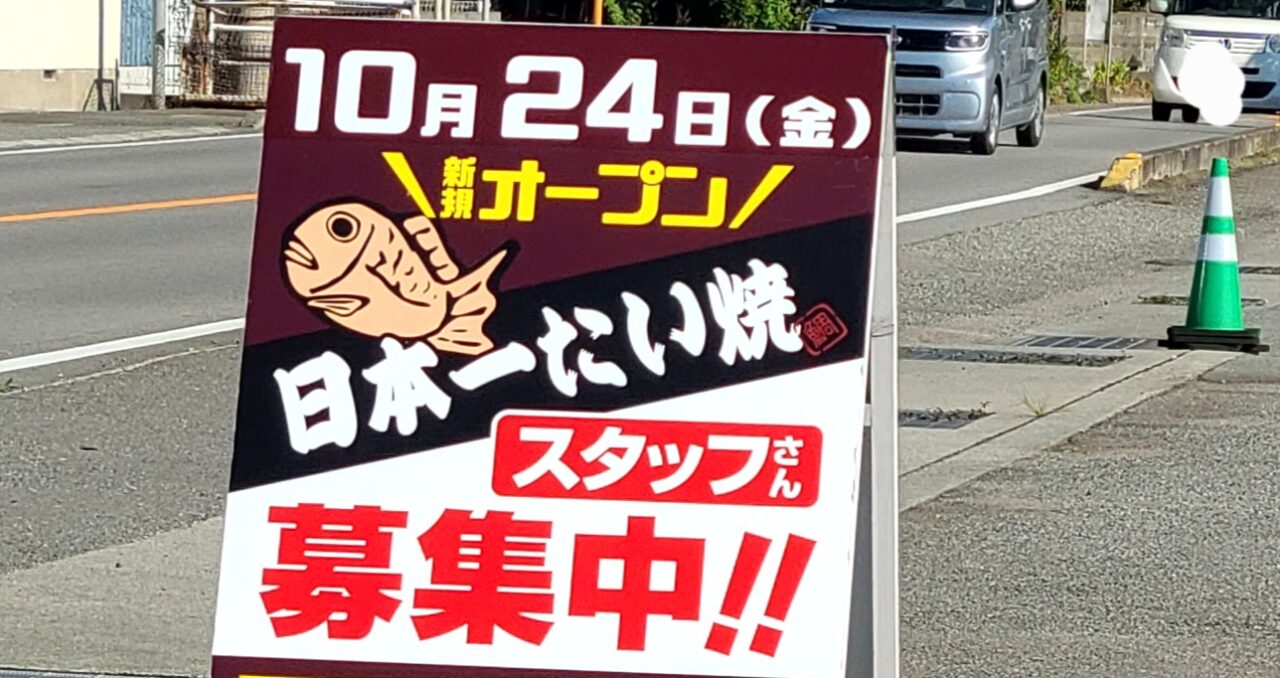 10月24日(金)
新規オープン
日本一たい焼
鯛
スタッフさん
募集中!!